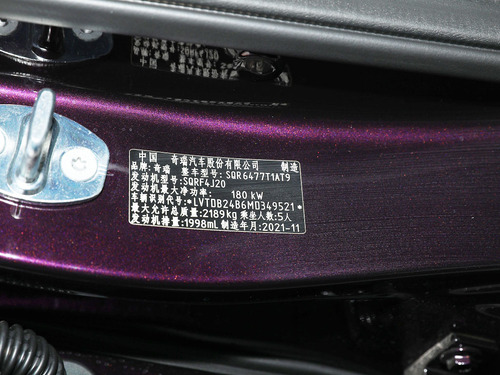 中国 奇瑞汽车股份有限公司 制造
品牌:奇瑞 整车型号:SQR6477T1AT9
发动机型号:SQRF4J20
发动机最大净功率: 180 kW
车辆识别代号:★LVTDB24B6MD349521★
最大允许总质量:2189kg 乘坐人数:5人
发动机排量:1998mL 制造年月:2021-11